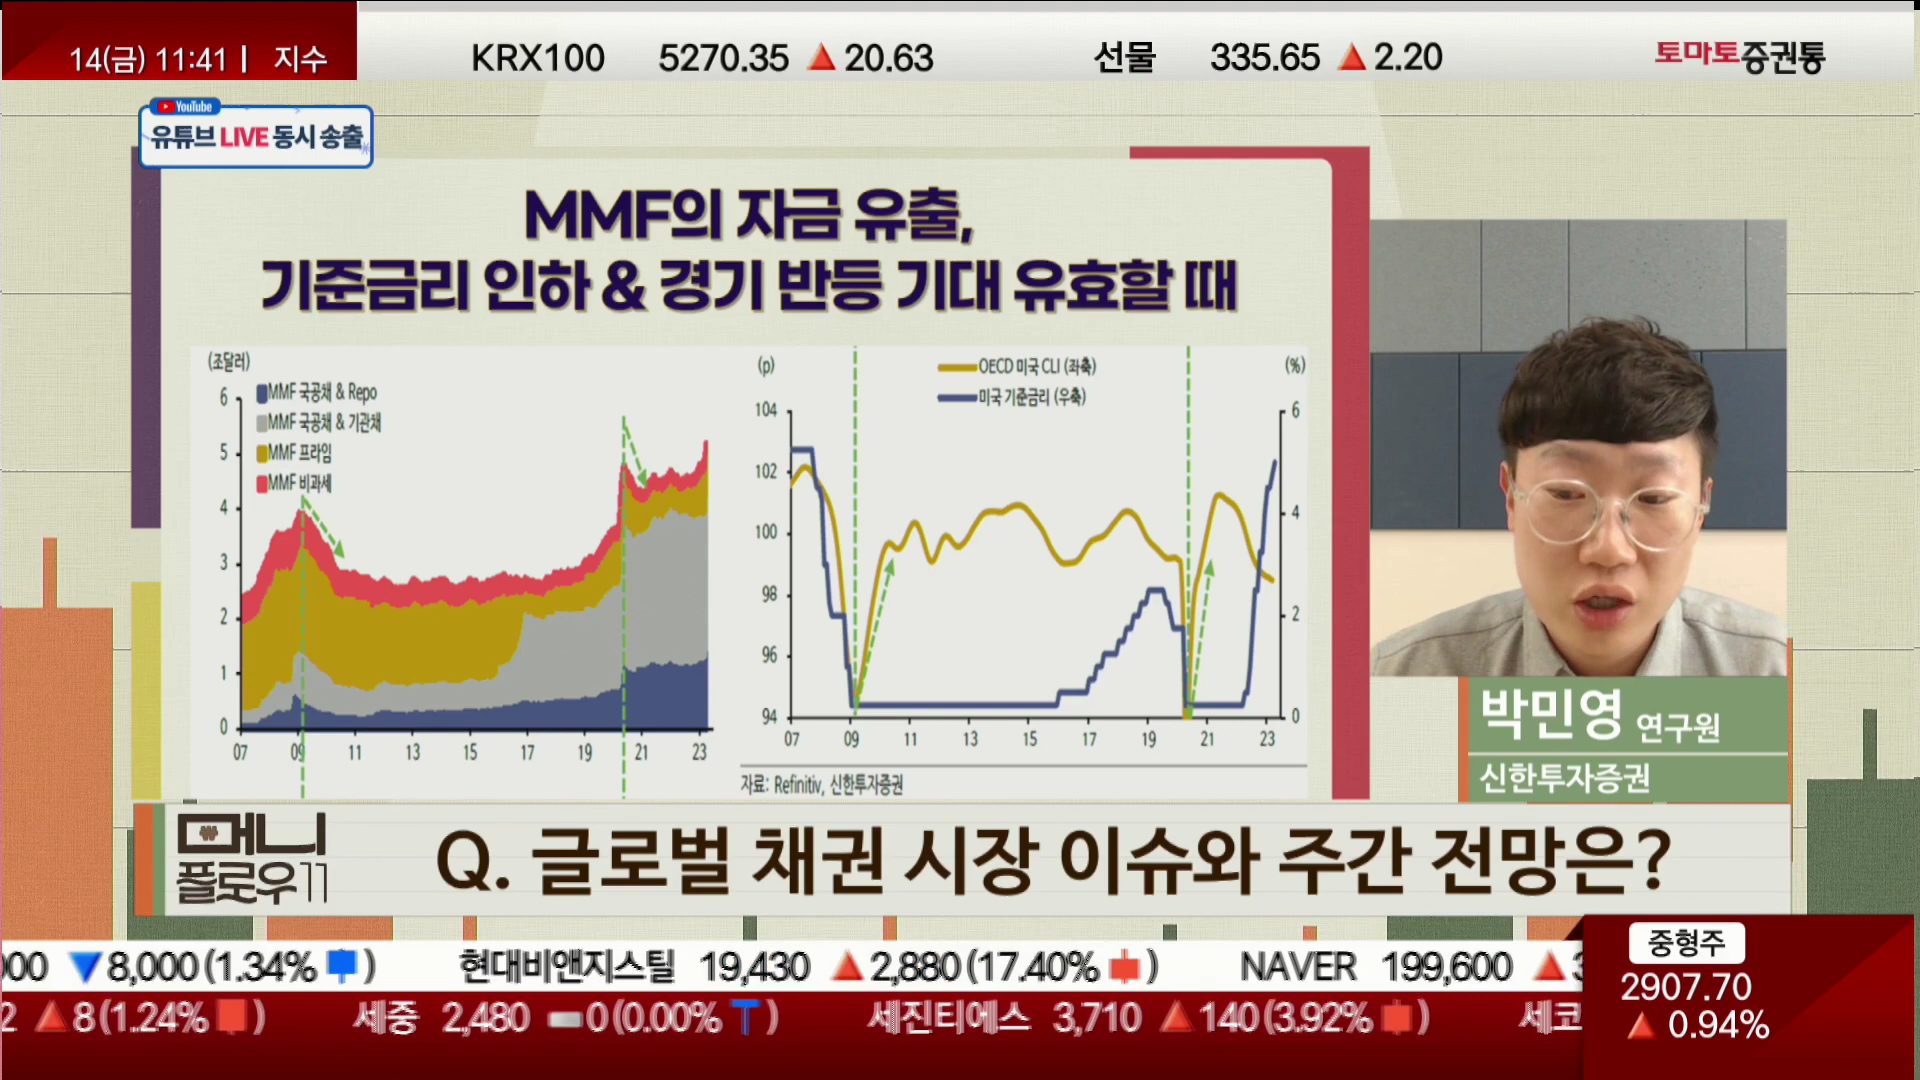 14(금) 11:41 | 지수
KRX100 5270.35 ▲ 20.63 선물 335.65 ▲ 2.20
토마토증권통
YouTube
유튜브 LIVE 동시 송출
MMF의 자금 유출,
기준금리 인하 & 경기 반등 기대 유효할 때
(조달러)
MMF 국공채 & Repo
MMF 국공채 & 기관채
MMF 프라임
MMF 비과세
6
5
4
3
2
1
0
07 09 11 13 15 17 19 21 23
(p)
OECD 미국 CLI (좌축)
미국 기준금리 (우축)
(%)
104
102
100
98
96
94
6
4
2
0
07 09 11 13 15 17 19 21 23
자료: Refinitiv, 신한투자증권
박민영 연구원
신한투자증권
머니
플로우
Q. 글로벌 채권 시장 이슈와 주간 전망은?
000 ▼ 8,000 (1.34% ) 현대비앤지스틸 19,430 ▲ 2,880 (17.40% ) NAVER 199,600 ▲ 3
2 ▲ 8 (1.24% ) 세중 2,480 0 (0.00% ) 세진티에스 3,710 ▲ 140 (3.92% ) 세코
중형주
2907.70
▲ 0.94%